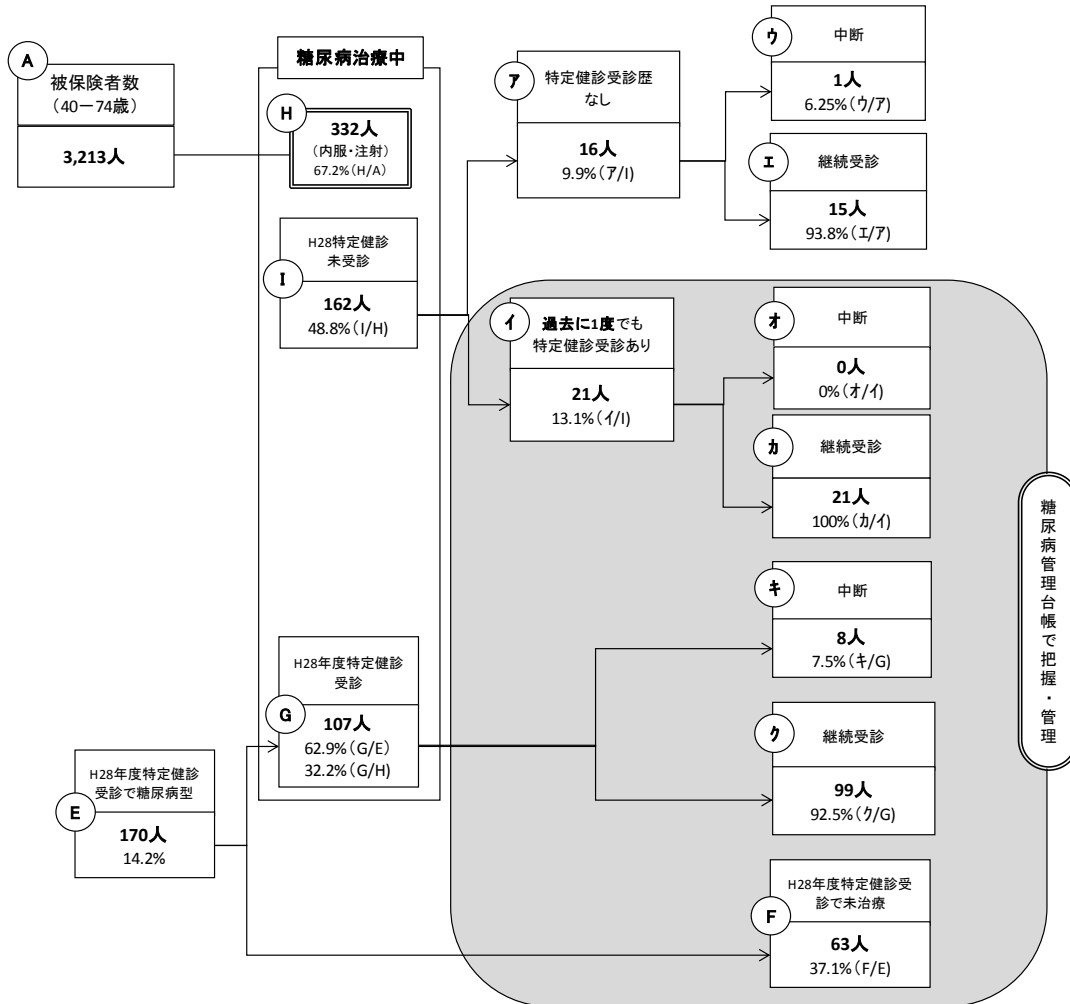 A
被保険者数
(40－74歳)
3,213人
糖尿病治療中
H
332人
(内服・注射)
67.2%(H/A)
I
H28特定健診
未受診
162人
48.8%(I/H)
ア
特定健診受診歴
なし
16人
9.9%(ア/I)
ウ
中断
1人
6.25%(ウ/ア)
エ
継続受診
15人
93.8%(エ/ア)
イ
過去に1度でも
特定健診受診あり
21人
13.1%(イ/I)
オ
中断
0人
0%(オ/イ)
カ
継続受診
21人
100%(カ/イ)
糖尿病管理台帳で把握・管理
キ
中断
8人
7.5%(キ/G)
G
H28年度特定健診
受診
107人
62.9%(G/E)
32.2%(G/H)
ク
継続受診
99人
92.5%(ク/G)
E
H28年度特定健診
受診で糖尿病型
170人
14.2%
F
H28年度特定健診受
診で未治療
63人
37.1%(F/E)